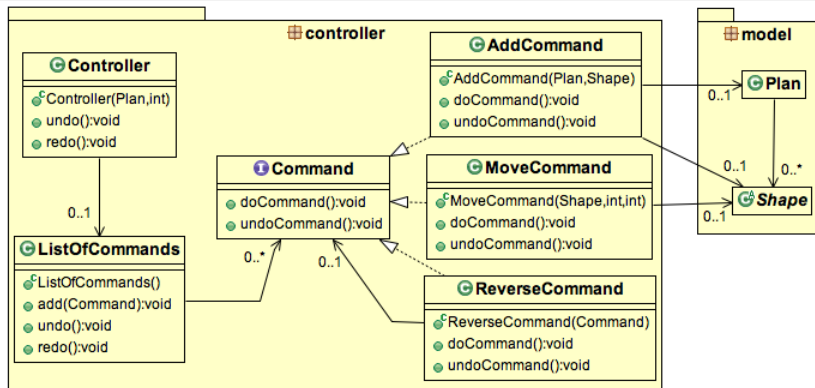 controller
model
C Controller
Controller(Plan,int)
undo():void
redo():void
0..1
C ListOfCommands
ListOfCommands()
add(Command):void
undo():void
redo():void
I Command
doCommand():void
undoCommand():void
0..*
0..1
C AddCommand
AddCommand(Plan,Shape)
doCommand():void
undoCommand():void
C MoveCommand
MoveCommand(Shape,int,int)
doCommand():void
undoCommand():void
C ReverseCommand
ReverseCommand(Command)
doCommand():void
undoCommand():void
0..1
C Plan
0..1
0..*
C A Shape
0..1